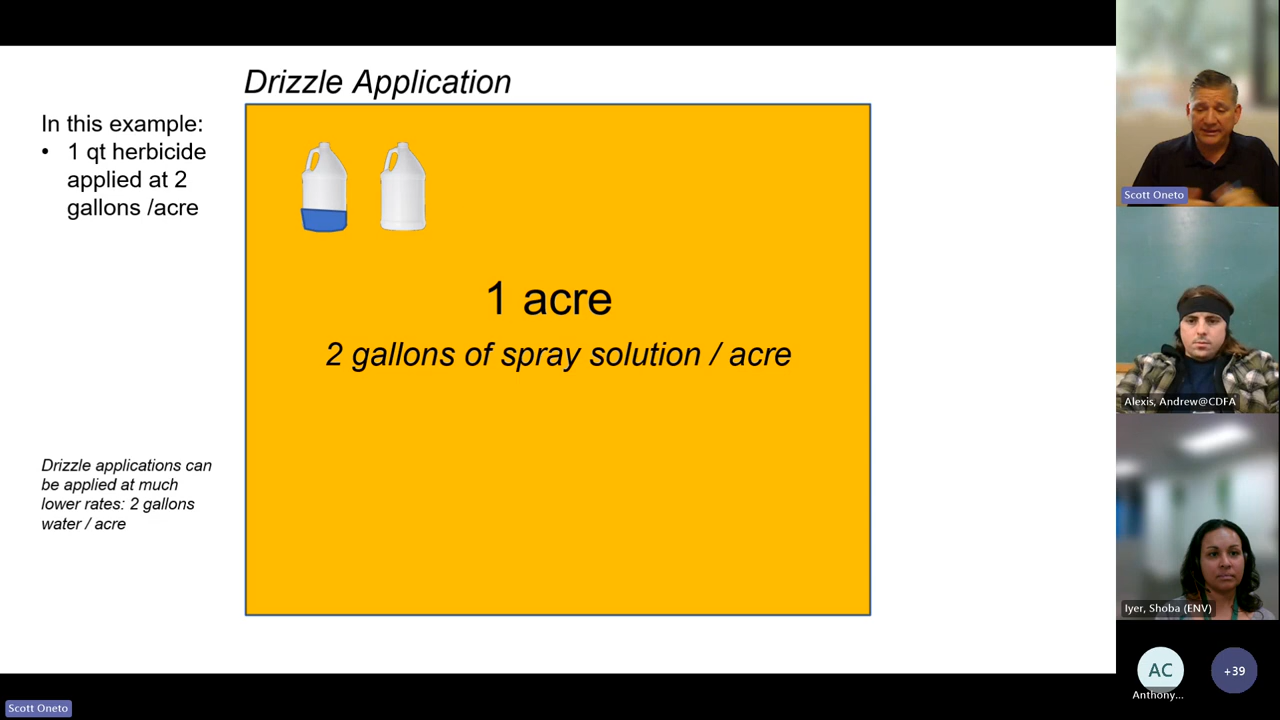 Drizzle Application
In this example:
• 1 qt herbicide
applied at 2
gallons /acre
1 acre
2 gallons of spray solution / acre
Drizzle applications can
be applied at much
lower rates: 2 gallons
water / acre
Scott Oneto
Alexis, Andrew@CDFA
Iyer, Shoba (ENV)
AC
Anthony...
+39
Scott Oneto